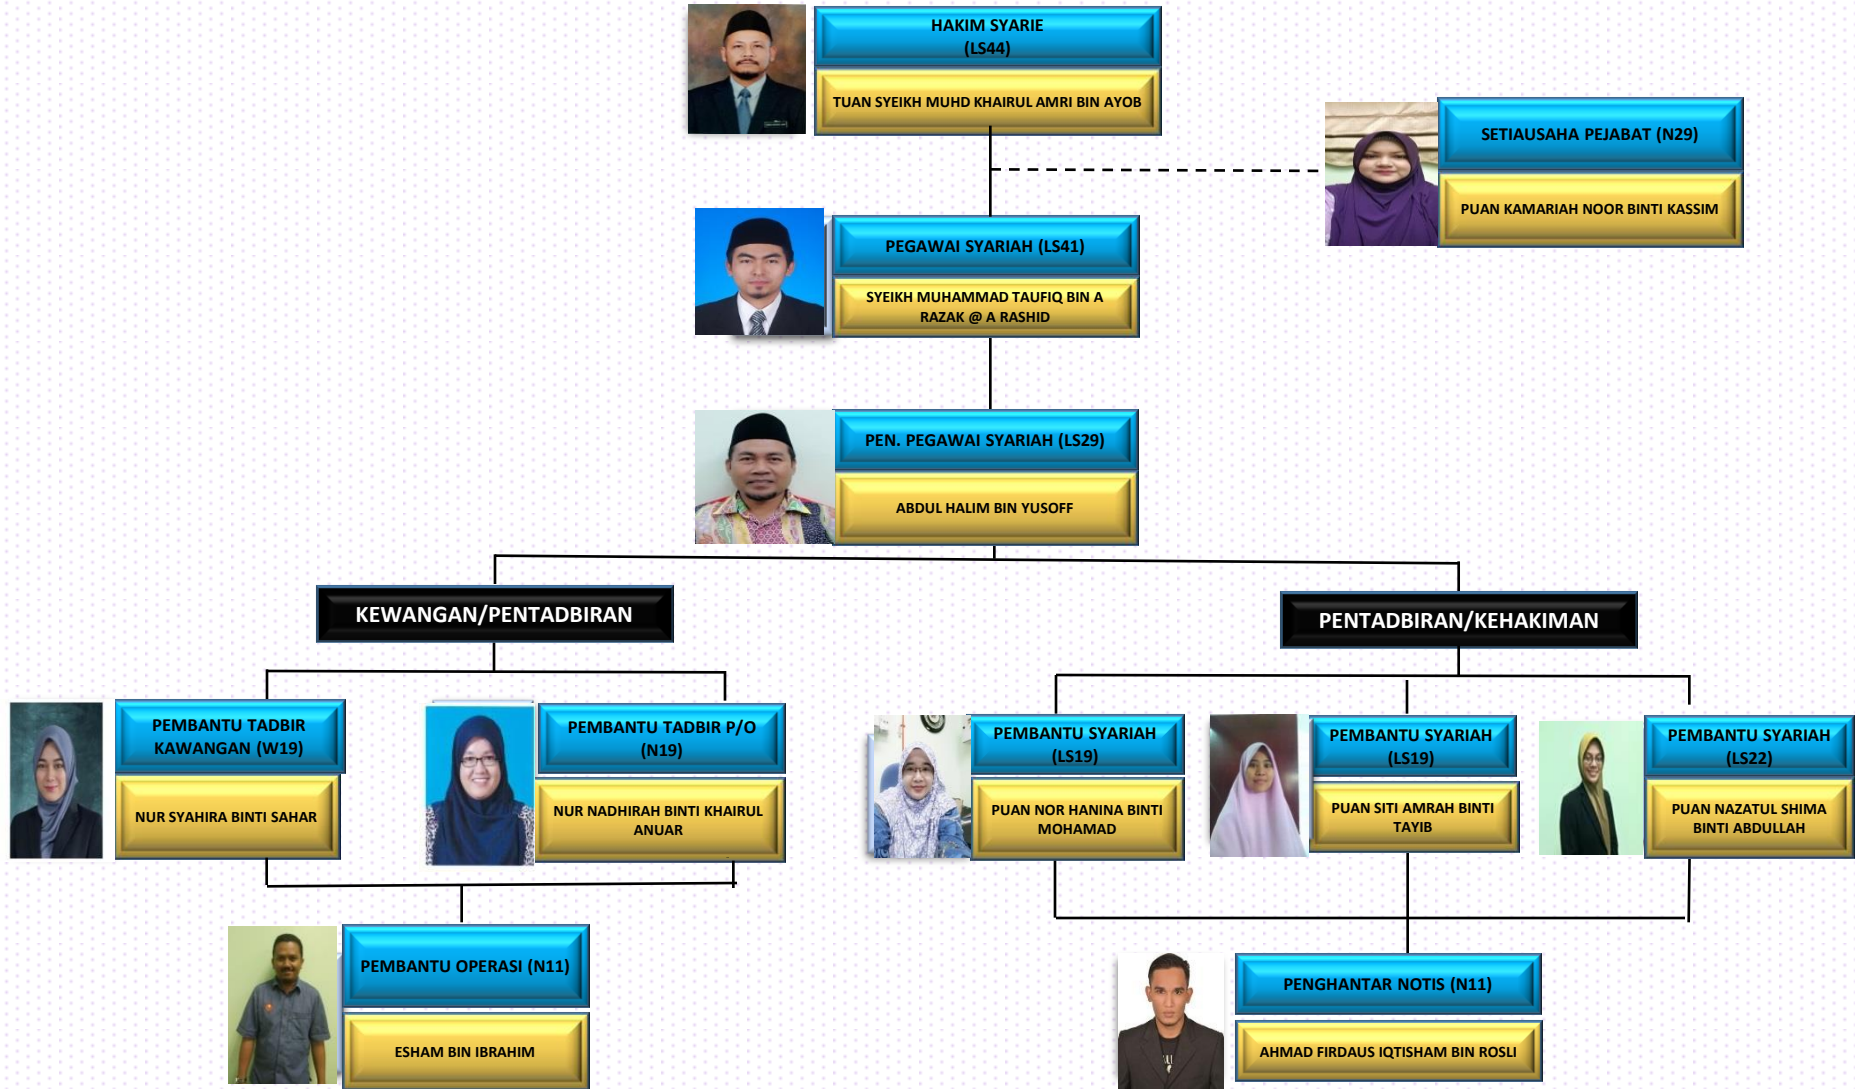 HAKIM SYARIE
(LS44)
TUAN SYEIKH MUHD KHAIRUL AMRI BIN AYOB
SETIAUSAHA PEJABAT (N29)
PUAN KAMARIAH NOOR BINTI KASSIM
PEGAWAI SYARIAH (LS41)
SYEIKH MUHAMMAD TAUFIQ BIN A
RAZAK @ A RASHID
PEN. PEGAWAI SYARIAH (LS29)
ABDUL HALIM BIN YUSOFF
KEWANGAN/PENTADBIRAN
PENTADBIRAN/KEHAKIMAN
PEMBANTU TADBIR
KAWANGAN (W19)
NUR SYAHIRA BINTI SAHAR
PEMBANTU TADBIR P/O
(N19)
NUR NADHIRAH BINTI KHAIRUL
ANUAR
PEMBANTU SYARIAH
(LS19)
PUAN NOR HANINA BINTI
MOHAMAD
PEMBANTU SYARIAH
(LS19)
PUAN SITI AMRAH BINTI
TAYIB
PEMBANTU SYARIAH
(LS22)
PUAN NAZATUL SHIMA
BINTI ABDULLAH
PEMBANTU OPERASI (N11)
ESHAM BIN IBRAHIM
PENGHANTAR NOTIS (N11)
AHMAD FIRDAUS IQTISHAM BIN ROSLI